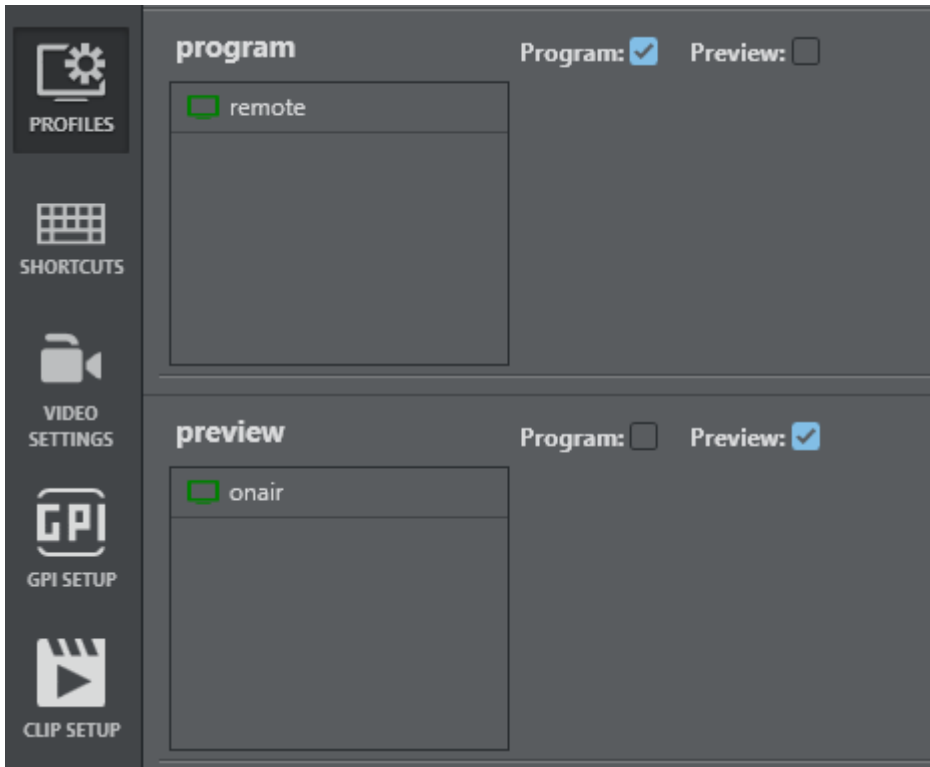 PROFILES
SHORTCUTS
VIDEO
SETTINGS
GPI
GPI SETUP
CLIP SETUP
program Program: Preview:
remote
preview Program: Preview:
onair